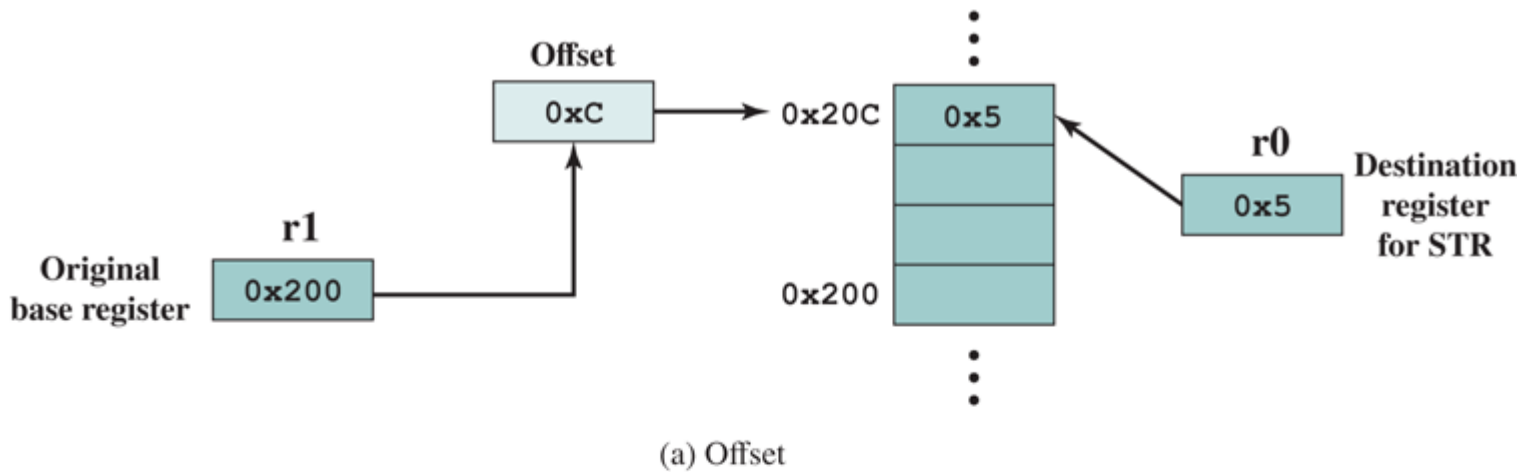 Offset
0xC
0x20C
0x5
r0
Destination
register
for STR
0x5
r1
Original
base register
0x200
0x200
(a) Offset